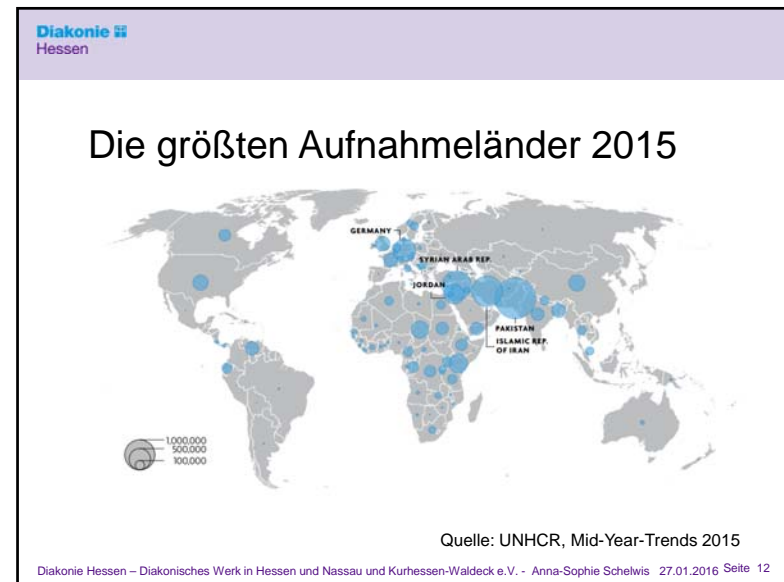 Diakonie
Hessen
Die größten Aufnahmeländer 2015
GERMANY
SYRIAN ARAB REP.
JORDAN
PAKISTAN
ISLAMIC REP.
OF IRAN
1,000,000
500,000
100,000
Quelle: UNHCR, Mid-Year-Trends 2015
Diakonie Hessen – Diakonisches Werk in Hessen und Nassau und Kurhessen-Waldeck e.V. - Anna-Sophie Schelwis 27.01.2016 Seite 12